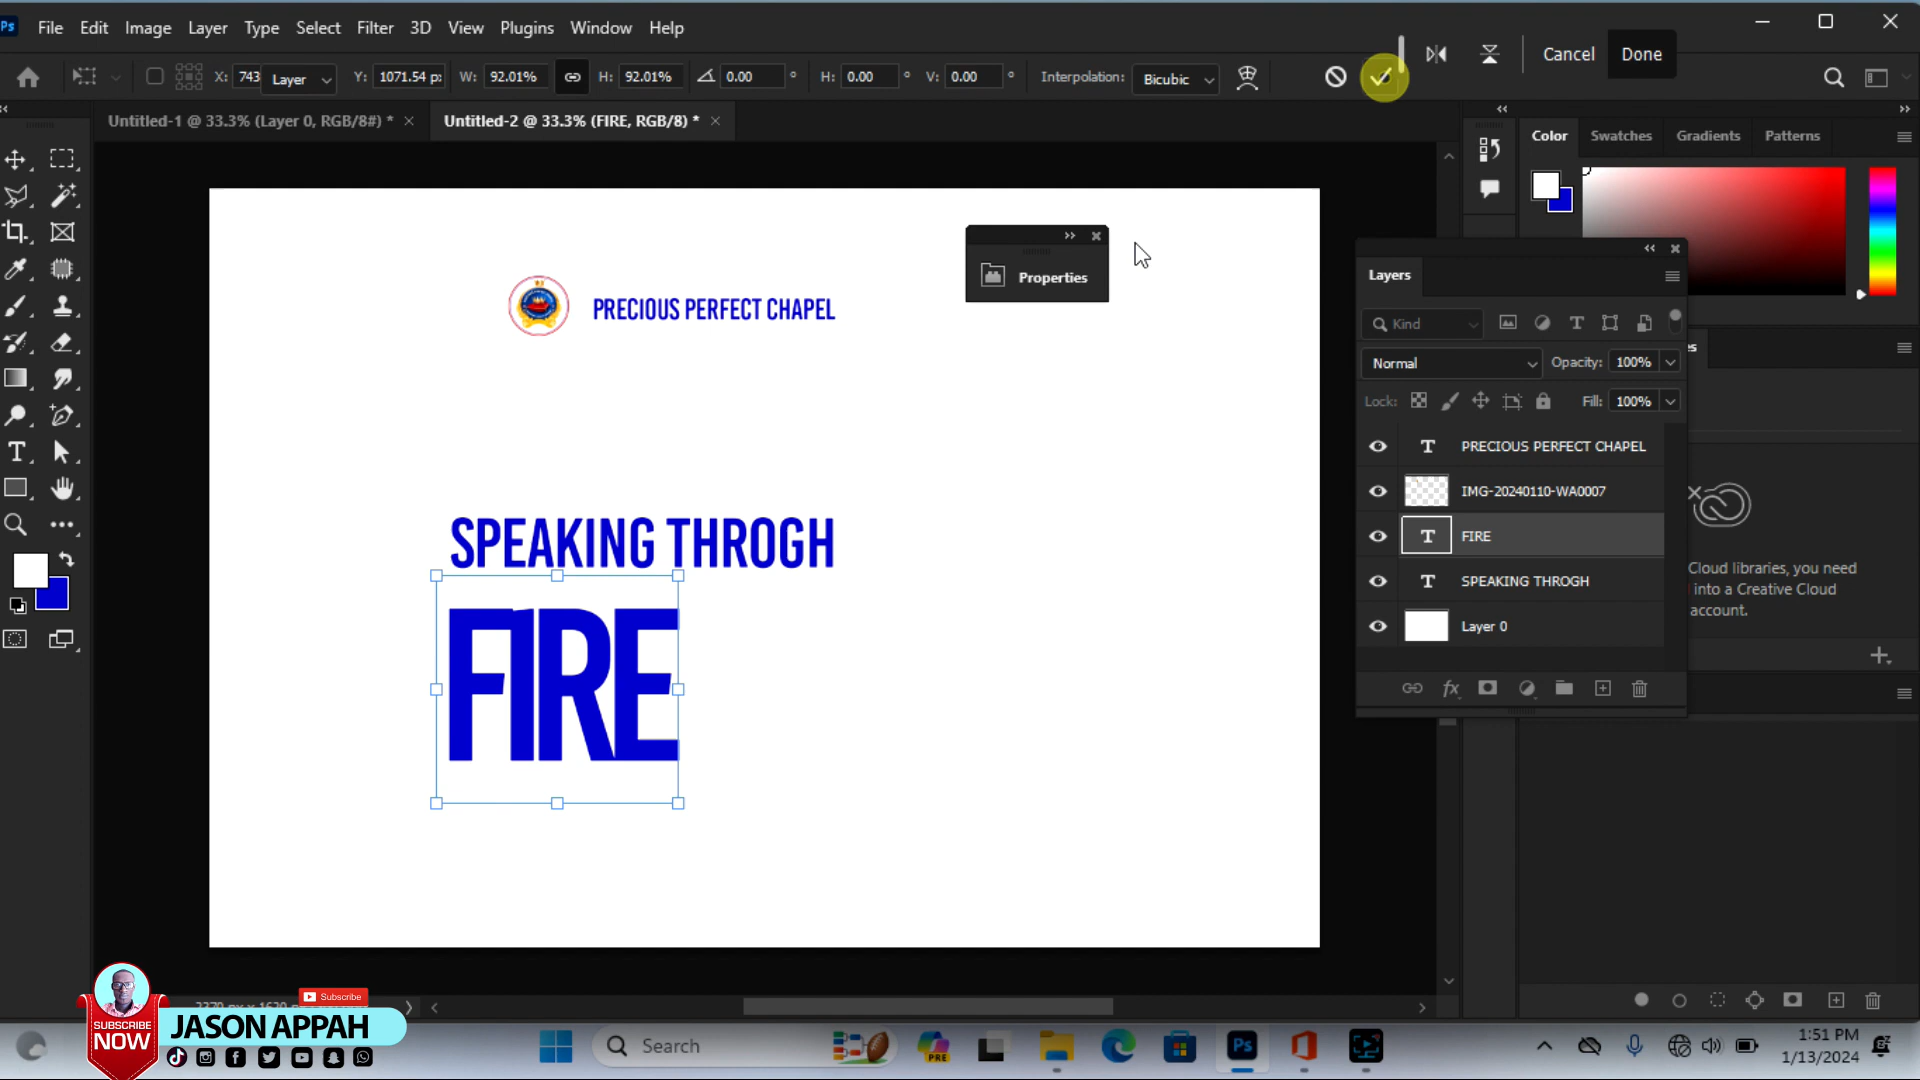 Ps File Edit Image Layer Type Select Filter 3D View Plugins Window Help
X: 743 Layer Y: 1071.54 p: W: 92.01% H: 92.01% 0.00 ° H: 0.00 ° V: 0.00 ° Interpolation: Bicubic Cancel Done
Untitled-1 @ 33.3% (Layer 0, RGB/8#) * × Untitled-2 @ 33.3% (FIRE, RGB/8) * ×
Color Swatches Gradients Patterns
Properties
Layers
Kind
Normal Opacity: 100%
Lock: Fill: 100%
PRECIOUS PERFECT CHAPEL
IMG-20240110-WA0007
FIRE
SPEAKING THROGH
Layer 0
fx
Cloud libraries, you need
into a Creative Cloud
account.
PRECIOUS PERFECT CHAPEL
SPEAKING THROGH
FIRE
Subscribe
SUBSCRIBE
NOW
JASON APPAH
Search
PRE
Ps
1:51 PM
1/13/2024